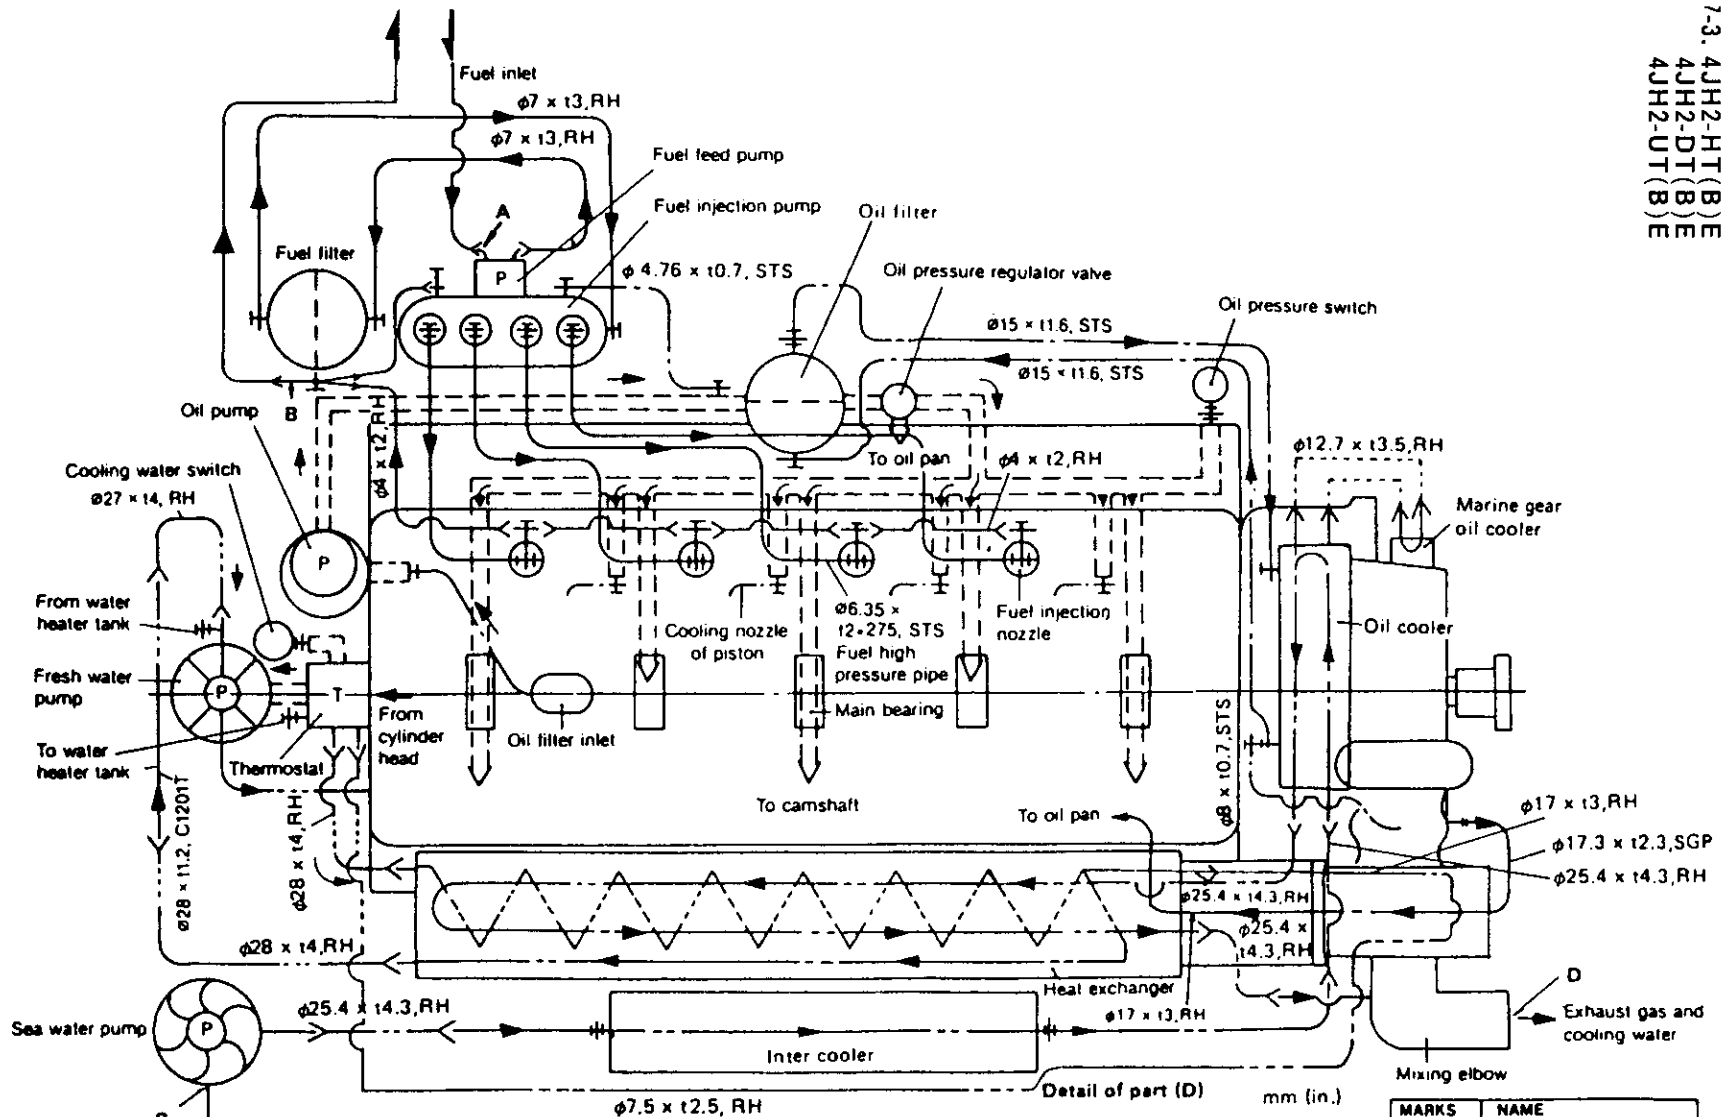 7-3. 4JH2-HT(B)E
4JH2-DT(B)E
4JH2-UT(B)E
Fuel inlet
φ7 × t3,RH
φ7 × t3,RH
Fuel feed pump
A
Fuel injection pump
Oil filter
Fuel filter
P
φ 4.76 × t0.7, STS
Oil pressure regulator valve
Oil pressure switch
Ø15 × t1.6, STS
Ø15 × t1.6, STS
B
Oil pump
φ4 × t2,RH
To oil pan
φ12.7 × t3.5,RH
Cooling water switch
Ø27 × t4, RH
φ4 × t2,RH
Marine gear
oil cooler
P
From water
heater tank
Cooling nozzle
of piston
Ø6.35 ×
t2-275, STS
Fuel high
pressure pipe
Fuel injection
nozzle
Oil cooler
Fresh water
pump
P
T
From
cylinder
head
Oil filter inlet
Main bearing
To water
heater tank
Thermostat
φ8 × t0.7,STS
To camshaft
To oil pan
φ17 × t3,RH
φ17.3 × t2.3,SGP
φ25.4 × t4.3,RH
Ø28 × t1.2, C1201T
φ28 × t4,RH
φ25.4 × t4.3,RH
φ25.4 ×
t4.3,RH
φ28 × t4,RH
Heat exchanger
D
Sea water pump
P
φ25.4 × t4.3,RH
φ17 × t3,RH
Exhaust gas and
cooling water
Inter cooler
Mixing elbow
Detail of part (D)
mm (in.)
φ7.5 × t2.5, RH
MARKS NAME